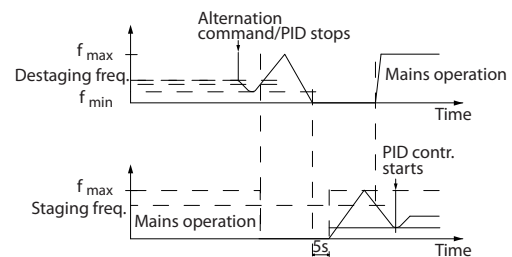 Alternation
command/PID stops
f max
Destaging freq.
f min
Mains operation
Time
PID contr.
starts
f max
Staging freq.
Mains operation
5s
Time